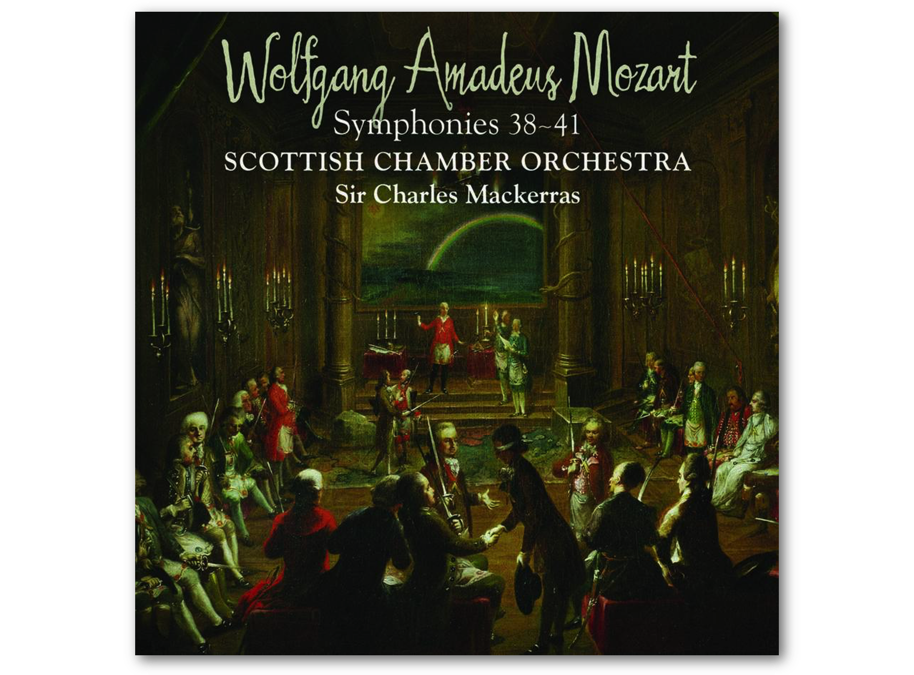 Wolfgang Amadeus Mozart
Symphonies 38~41
SCOTTISH CHAMBER ORCHESTRA
Sir Charles Mackerras